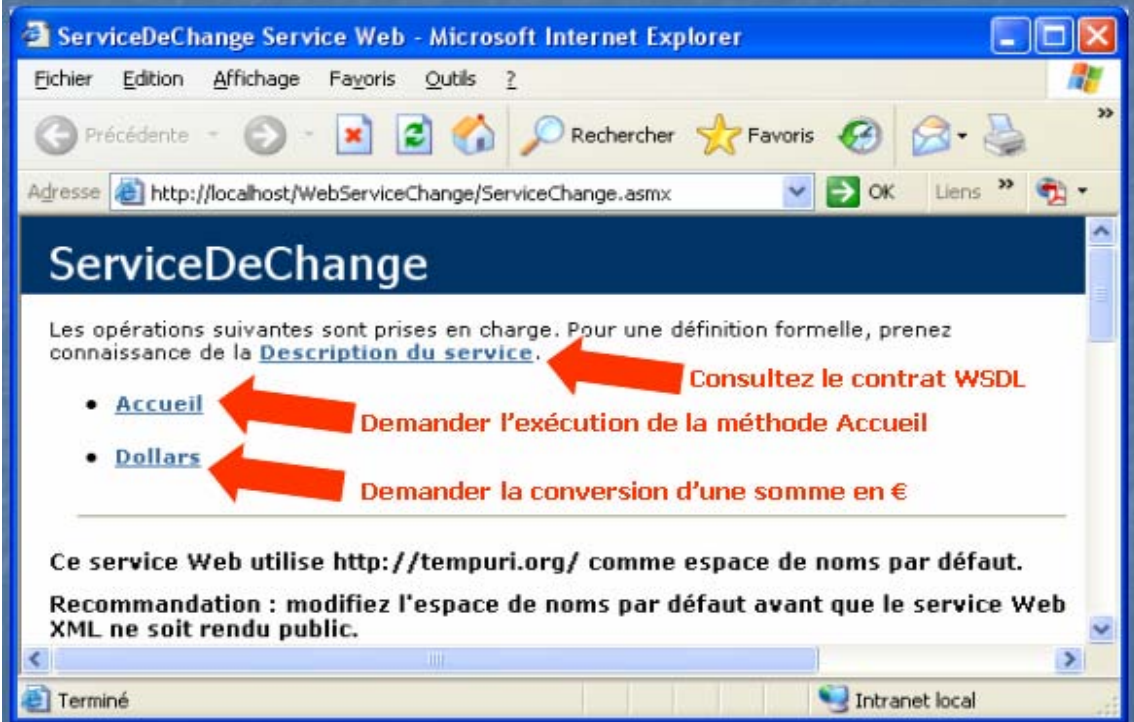 ServiceDeChange Service Web - Microsoft Internet Explorer
Fichier Edition Affichage Favoris Outils ?
Précédente Rechercher Favoris »
Adresse http://localhost/WebServiceChange/ServiceChange.asmx OK Liens »
ServiceDeChange
Les opérations suivantes sont prises en charge. Pour une définition formelle, prenez
connaissance de la Description du service.
Consultez le contrat WSDL
• Accueil
Demander l'exécution de la méthode Accueil
• Dollars
Demander la conversion d'une somme en €
Ce service Web utilise http://tempuri.org/ comme espace de noms par défaut.
Recommandation : modifiez l'espace de noms par défaut avant que le service Web
XML ne soit rendu public.
Terminé Intranet local